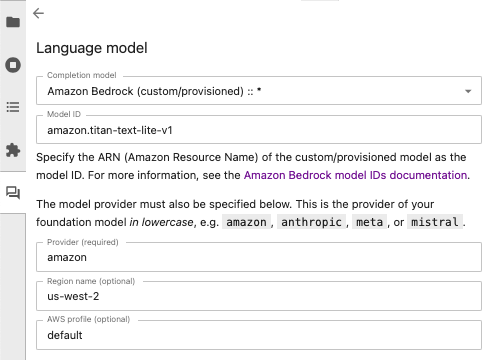 Language model
Completion model
Amazon Bedrock (custom/provisioned) :: *
Model ID
amazon.titan-text-lite-v1
Specify the ARN (Amazon Resource Name) of the custom/provisioned model as the
model ID. For more information, see the Amazon Bedrock model IDs documentation.
The model provider must also be specified below. This is the provider of your
foundation model in lowercase, e.g. amazon, anthropic, meta, or mistral.
Provider (required)
amazon
Region name (optional)
us-west-2
AWS profile (optional)
default